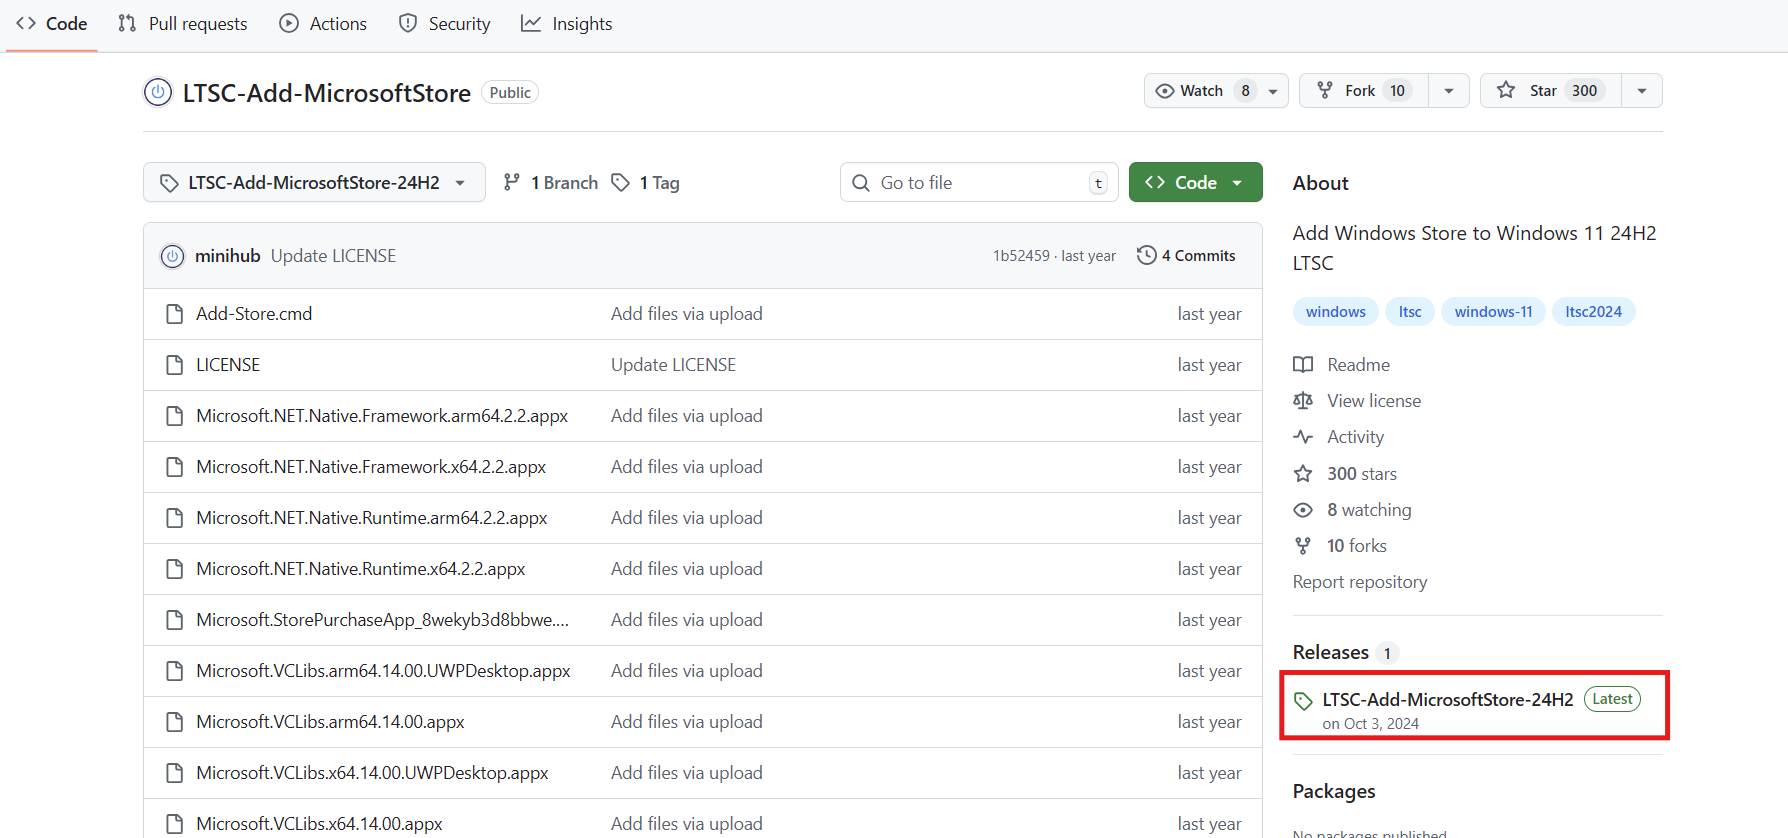 Code Pull requests Actions Security Insights
LTSC-Add-MicrosoftStore Public
Watch 8 Fork 10 Star 300
LTSC-Add-MicrosoftStore-24H2 1 Branch 1 Tag
Go to file t
Code
minihub Update LICENSE 1b52459 · last year 4 Commits
Add-Store.cmd Add files via upload last year
LICENSE Update LICENSE last year
Microsoft.NET.Native.Framework.arm64.2.2.appx Add files via upload last year
Microsoft.NET.Native.Framework.x64.2.2.appx Add files via upload last year
Microsoft.NET.Native.Runtime.arm64.2.2.appx Add files via upload last year
Microsoft.NET.Native.Runtime.x64.2.2.appx Add files via upload last year
Microsoft.StorePurchaseApp_8wekyb3d8bbwe.... Add files via upload last year
Microsoft.VCLibs.arm64.14.00.UWPDesktop.appx Add files via upload last year
Microsoft.VCLibs.arm64.14.00.appx Add files via upload last year
Microsoft.VCLibs.x64.14.00.UWPDesktop.appx Add files via upload last year
Microsoft.VCLibs.x64.14.00.appx Add files via upload last year
About
Add Windows Store to Windows 11 24H2
LTSC
windows ltsc windows-11 ltsc2024
Readme
View license
Activity
300 stars
8 watching
10 forks
Report repository
Releases 1
LTSC-Add-MicrosoftStore-24H2 Latest
on Oct 3, 2024
Packages
No packages published